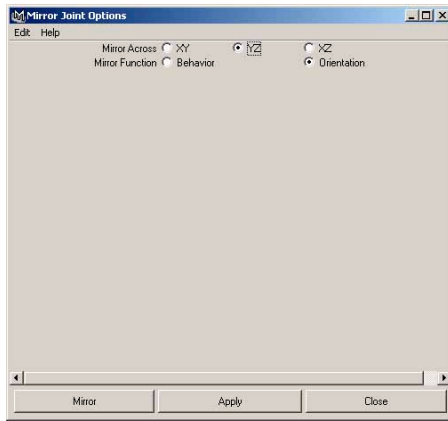 Mirror Joint Options
Edit Help
Mirror Across XY YZ XZ
Mirror Function Behavior Orientation
Mirror Apply Close